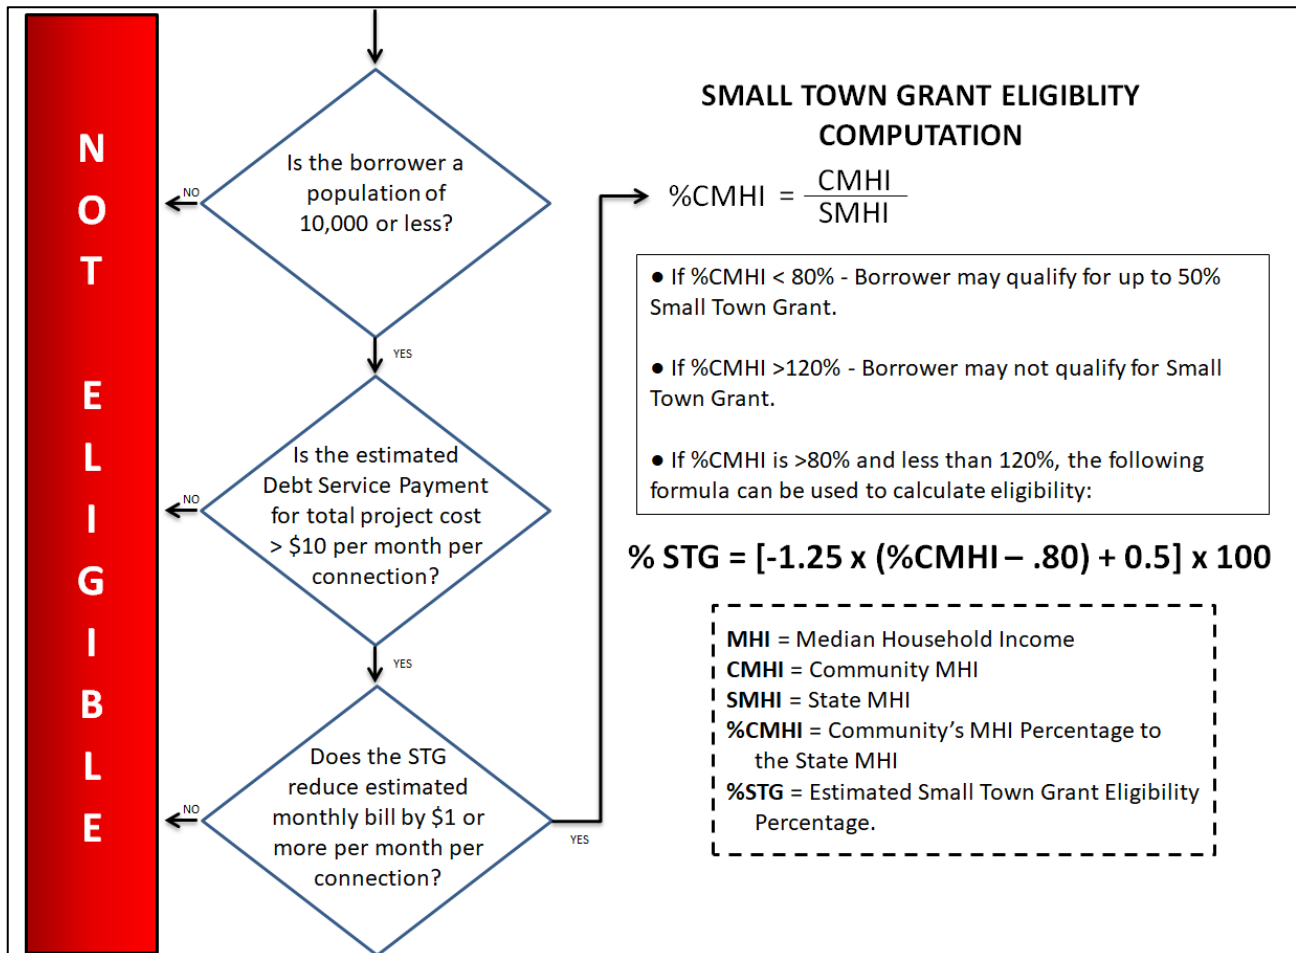 NOT ELIGIBLE
Is the borrower a
population of
10,000 or less?
NO
YES
Is the estimated
Debt Service Payment
for total project cost
> $10 per month per
connection?
NO
YES
Does the STG
reduce estimated
monthly bill by $1 or
more per month per
connection?
NO
YES
SMALL TOWN GRANT ELIGIBLITY
COMPUTATION
%CMHI = CMHI
SMHI
● If %CMHI < 80% - Borrower may qualify for up to 50%
Small Town Grant.
● If %CMHI >120% - Borrower may not qualify for Small
Town Grant.
● If %CMHI is >80% and less than 120%, the following
formula can be used to calculate eligibility:
% STG = [-1.25 x (%CMHI – .80) + 0.5] x 100
MHI = Median Household Income
CMHI = Community MHI
SMHI = State MHI
%CMHI = Community’s MHI Percentage to
the State MHI
%STG = Estimated Small Town Grant Eligibility
Percentage.